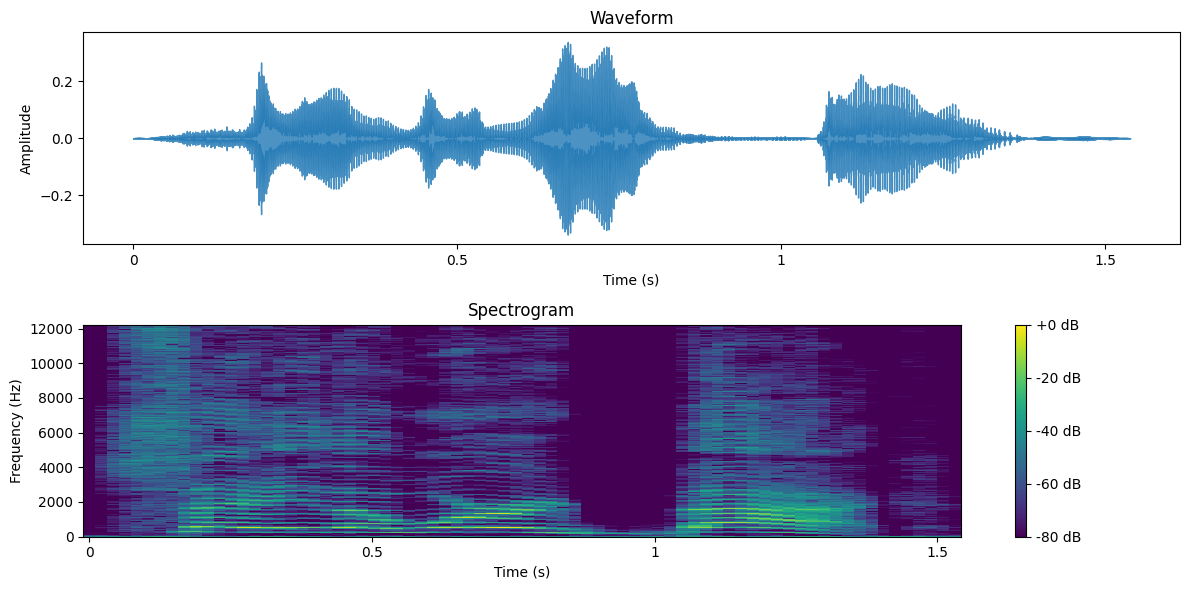 Waveform
0.2
0.0
−0.2
Amplitude
0 0.5 1 1.5
Time (s)
Spectrogram
12000
10000
8000
6000
4000
2000
0
Frequency (Hz)
0 0.5 1 1.5
Time (s)
+0 dB
-20 dB
-40 dB
-60 dB
-80 dB